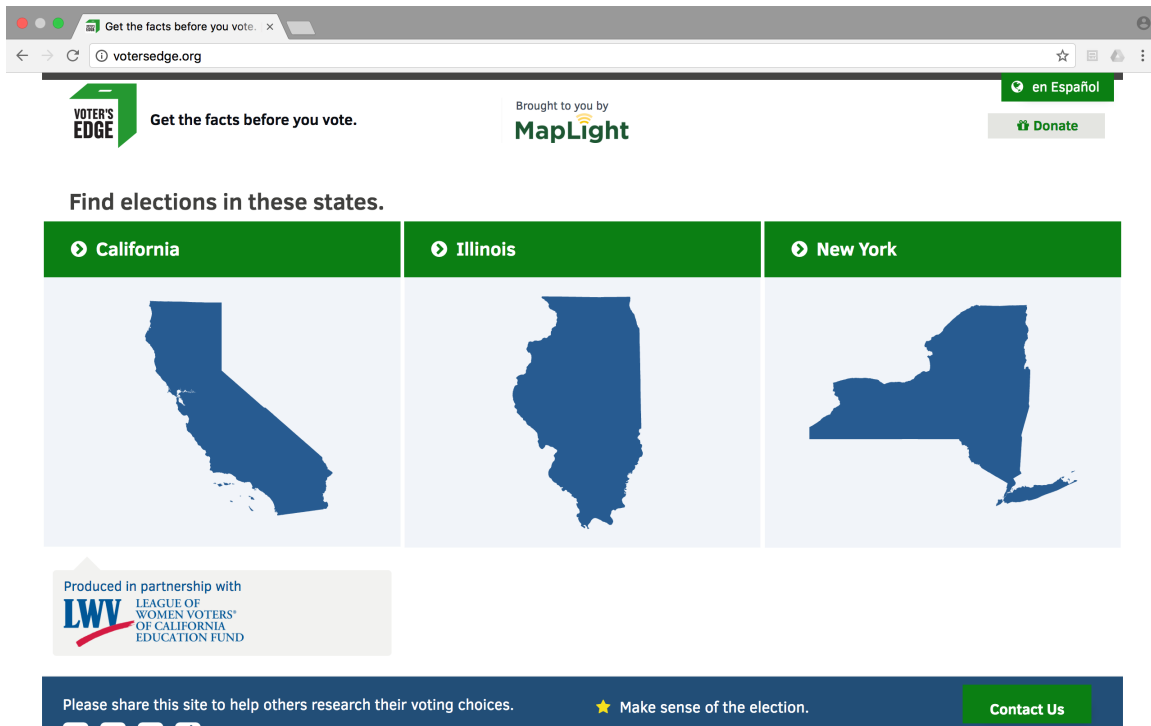 Get the facts before you vote.
votersedge.org
en Español
VOTER'S
EDGE
Get the facts before you vote.
Brought to you by
MapLight
Donate
Find elections in these states.
California
Illinois
New York
Produced in partnership with
LWV
LEAGUE OF
WOMEN VOTERS®
OF CALIFORNIA
EDUCATION FUND
Please share this site to help others research their voting choices.
Make sense of the election.
Contact Us